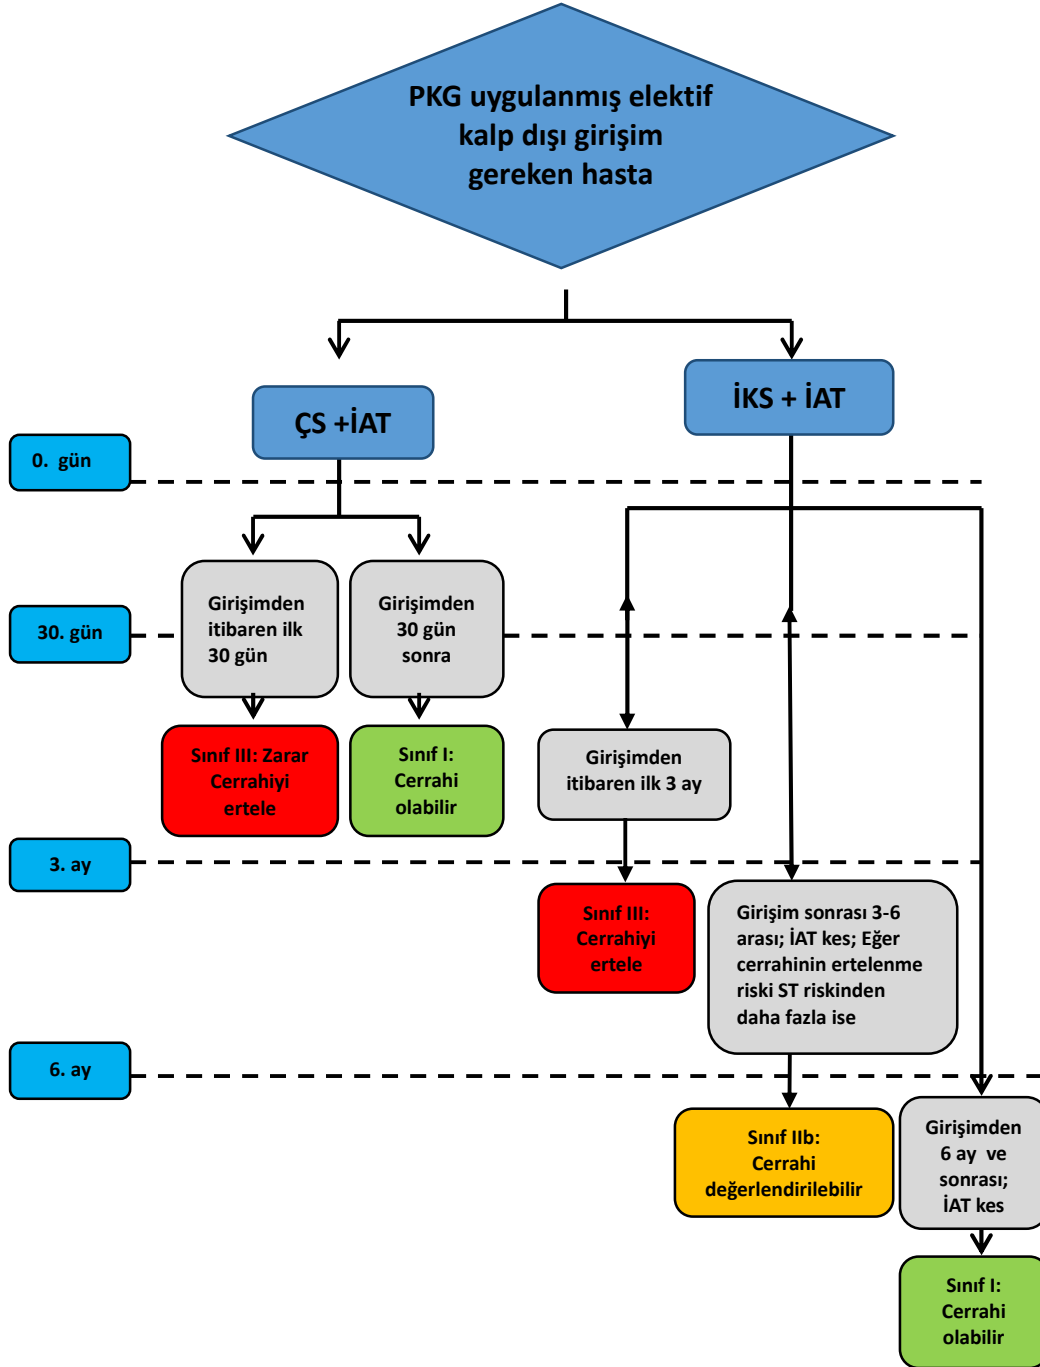 PKG uygulanmış elektif
kalp dışı girişim
gereken hasta
ÇS +İAT
İKS + İAT
0. gün
Girişimden
itibaren ilk
30 gün
Girişimden
30 gün
sonra
30. gün
Sınıf III: Zarar
Cerrahiyi
ertele
Sınıf I:
Cerrahi
olabilir
Girişimden
itibaren ilk 3 ay
3. ay
Sınıf III:
Cerrahiyi
ertele
Girişim sonrası 3-6
arası; İAT kes; Eğer
cerrahinin ertelenme
riski ST riskinden
daha fazla ise
6. ay
Sınıf IIb:
Cerrahi
değerlendirilebilir
Girişimden
6 ay ve
sonrası;
İAT kes
Sınıf I:
Cerrahi
olabilir